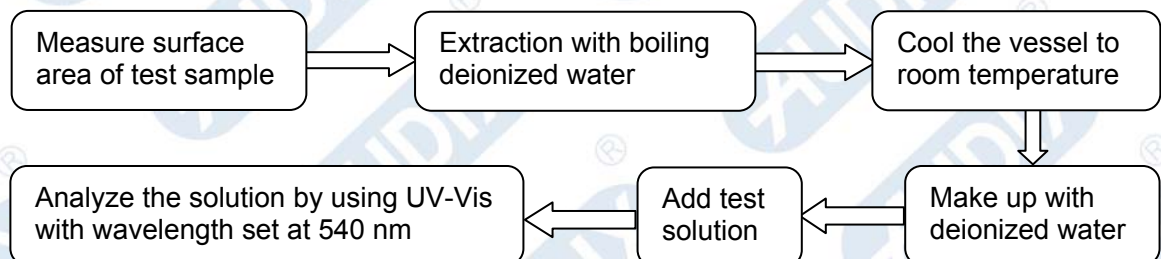 Measure surface
area of test sample
Extraction with boiling
deionized water
Cool the vessel to
room temperature
Make up with
deionized water
Add test
solution
Analyze the solution by using UV-Vis
with wavelength set at 540 nm
AUDIX
®
AUDIX
®